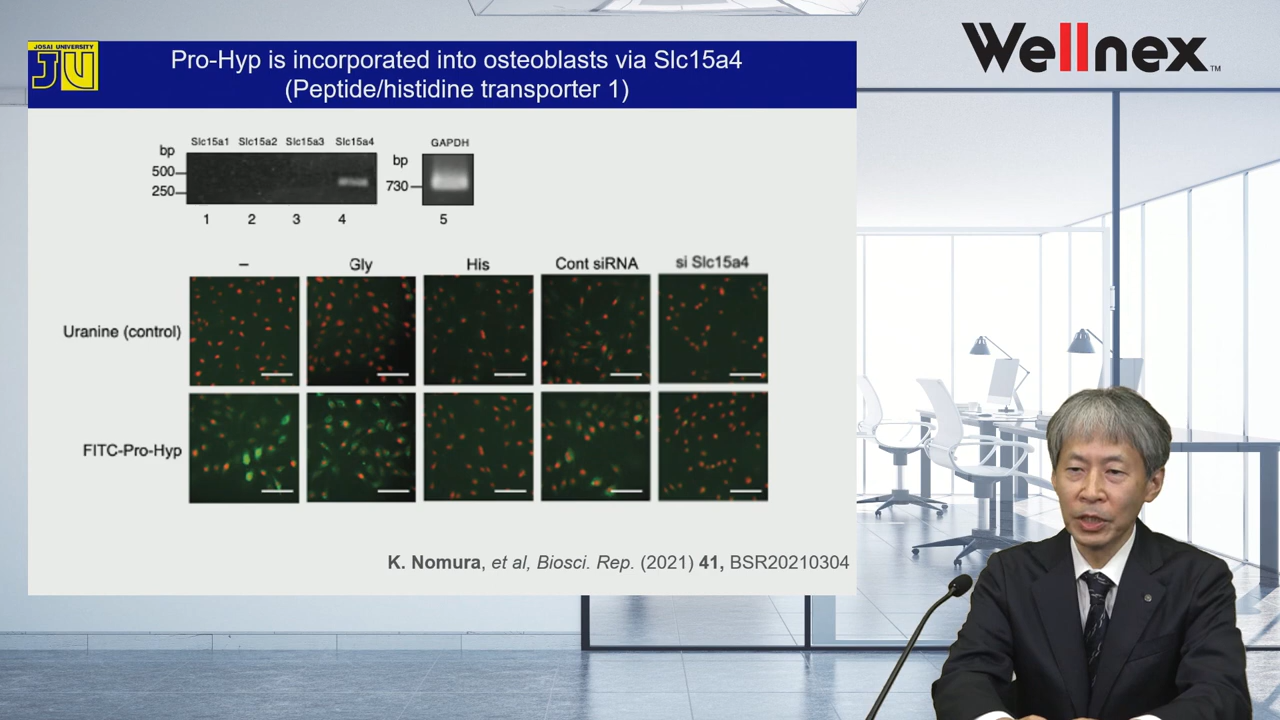 JOSAI UNIVERSITY
JU
Pro-Hyp is incorporated into osteoblasts via Slc15a4
(Peptide/histidine transporter 1)
Wellnex™
Slc15a1 Slc15a2 Slc15a3 Slc15a4 GAPDH
bp
500
250
bp
730
1 2 3 4 5
– Gly His Cont siRNA si Slc15a4
Uranine (control)
FITC-Pro-Hyp
K. Nomura, et al, Biosci. Rep. (2021) 41, BSR20210304